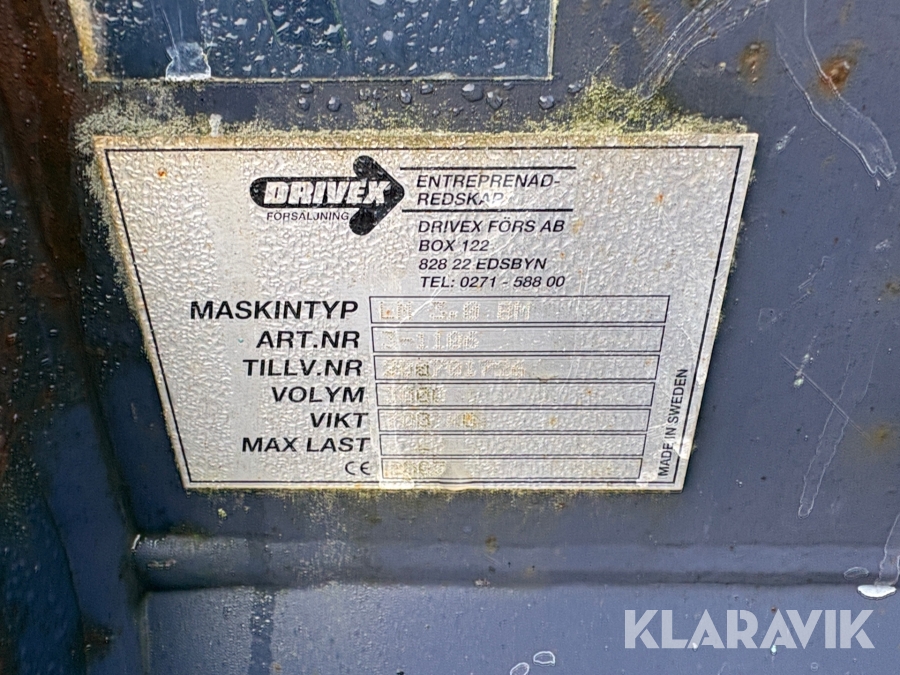 DRIVEX
FÖRSÄLJNING
ENTREPRENAD-
REDSKAP
DRIVEX FÖRS AB
BOX 122
828 22 EDSBYN
TEL: 0271 - 588 00
MASKINTYP
ART.NR
TILLV.NR
VOLYM
VIKT
MAX LAST
CE
MADE IN SWEDEN
KLARAVIK